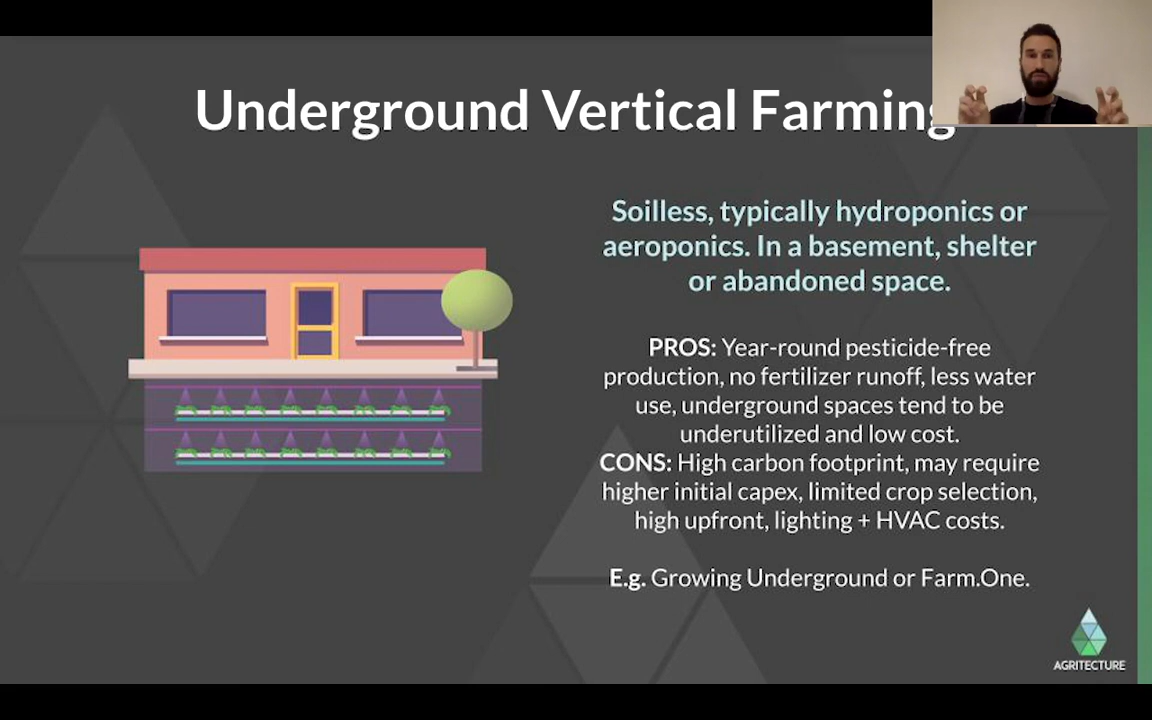 Underground Vertical Farming
Soilless, typically hydroponics or
aeroponics. In a basement, shelter
or abandoned space.
PROS: Year-round pesticide-free
production, no fertilizer runoff, less water
use, underground spaces tend to be
underutilized and low cost.
CONS: High carbon footprint, may require
higher initial capex, limited crop selection,
high upfront, lighting + HVAC costs.
E.g. Growing Underground or Farm.One.
AGRITECTURE